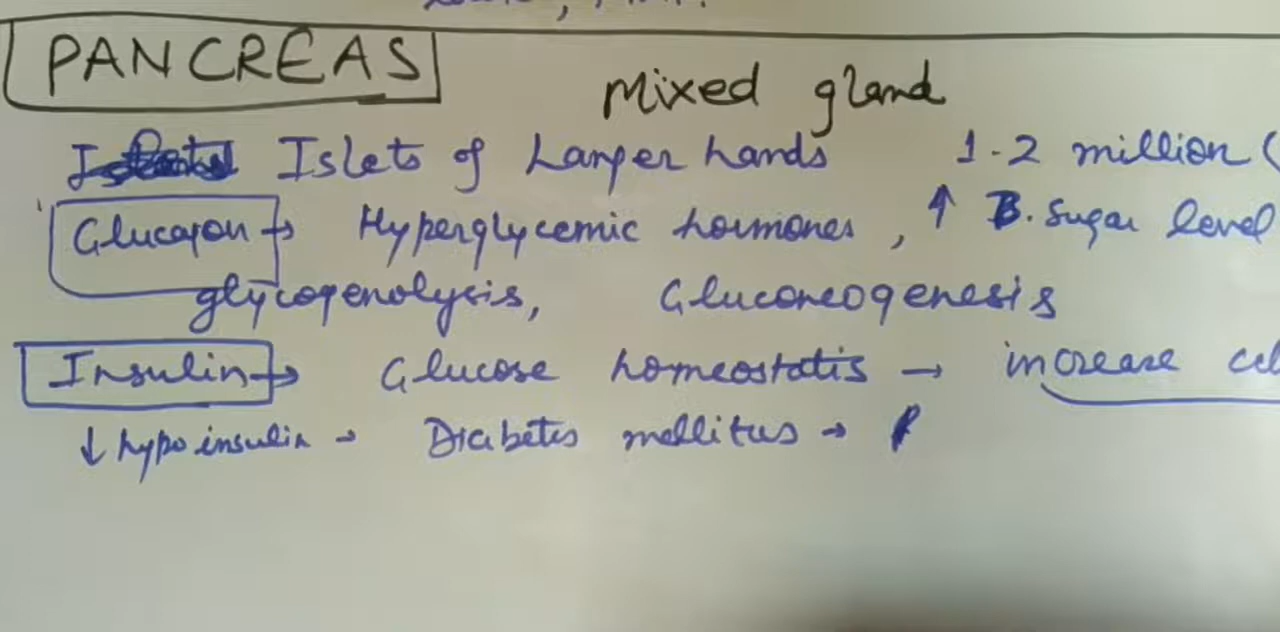 PANCREAS
Mixed gland
Islets of Langerhands 1-2 million (
Glucagon → Hyperglycemic hormones, ↑ B. Sugar level
glycogenolysis, Gluconeogenesis
Insulin → Glucose homeostatis → increase cel
↓ hypo insulin → Diabetes mellitus →